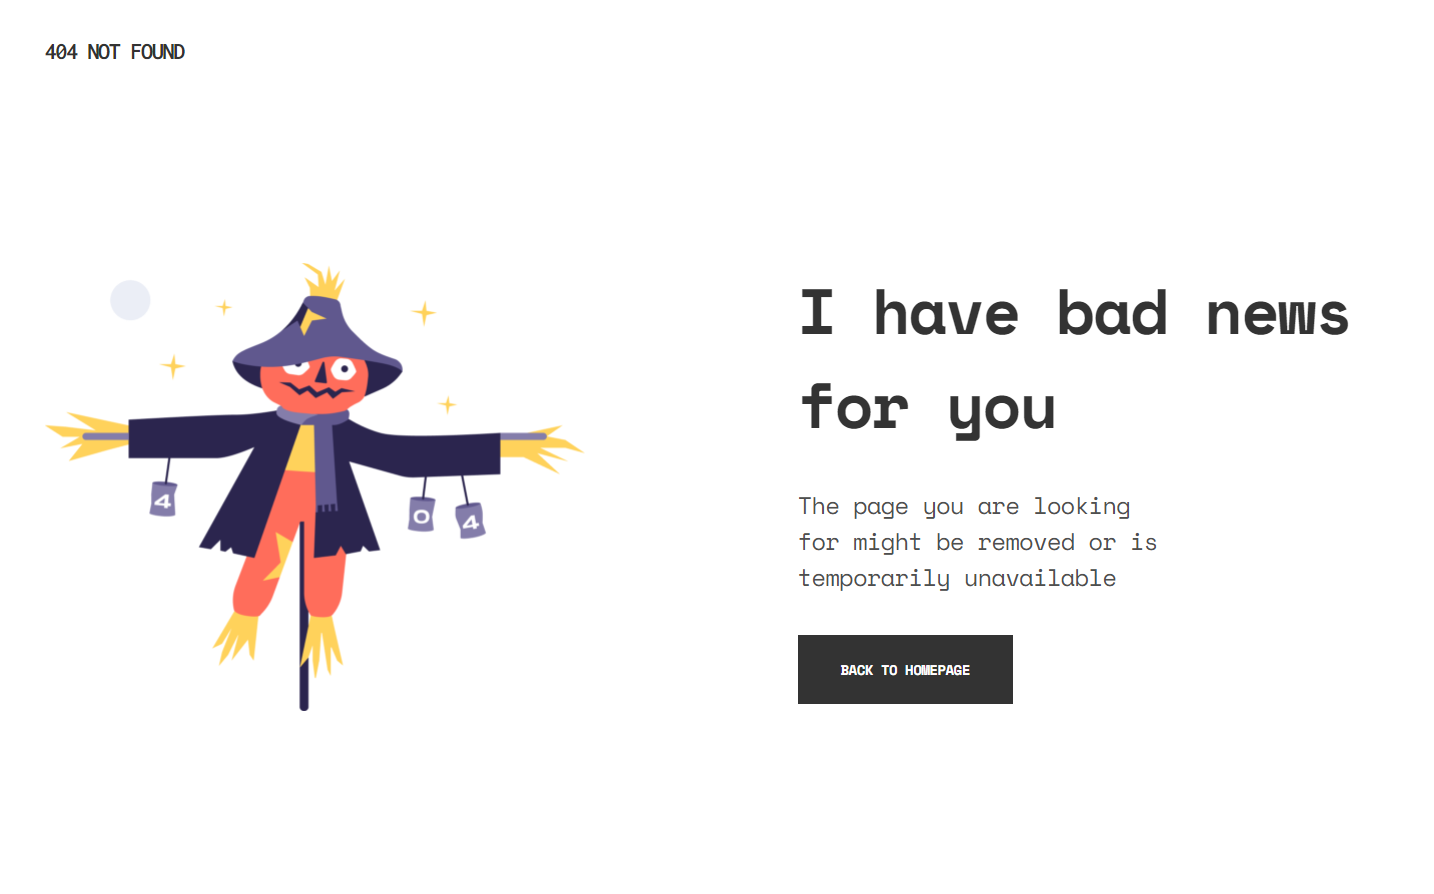 404 NOT FOUND
4
0
4
I have bad news
for you
The page you are looking
for might be removed or is
temporarily unavailable
BACK TO HOMEPAGE